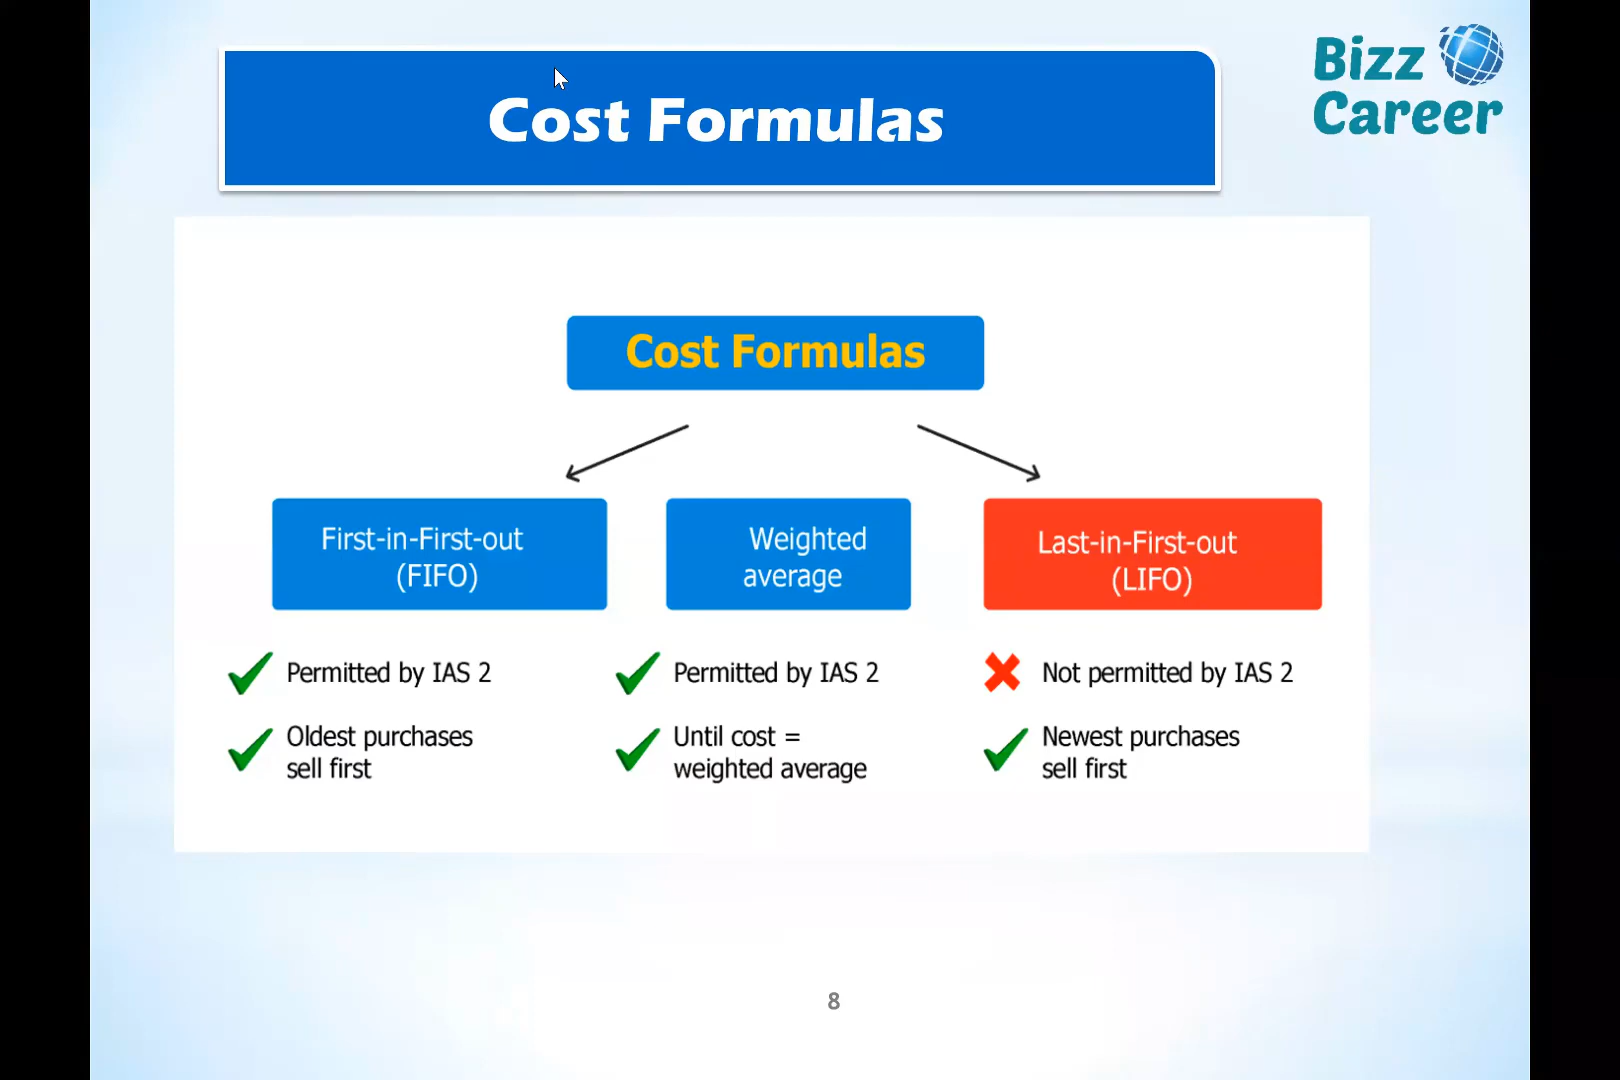 Bizz
Career
Cost Formulas
Cost Formulas
First-in-First-out
(FIFO)
Weighted
average
Last-in-First-out
(LIFO)
Permitted by IAS 2
Oldest purchases
sell first
Permitted by IAS 2
Until cost =
weighted average
Not permitted by IAS 2
Newest purchases
sell first
8